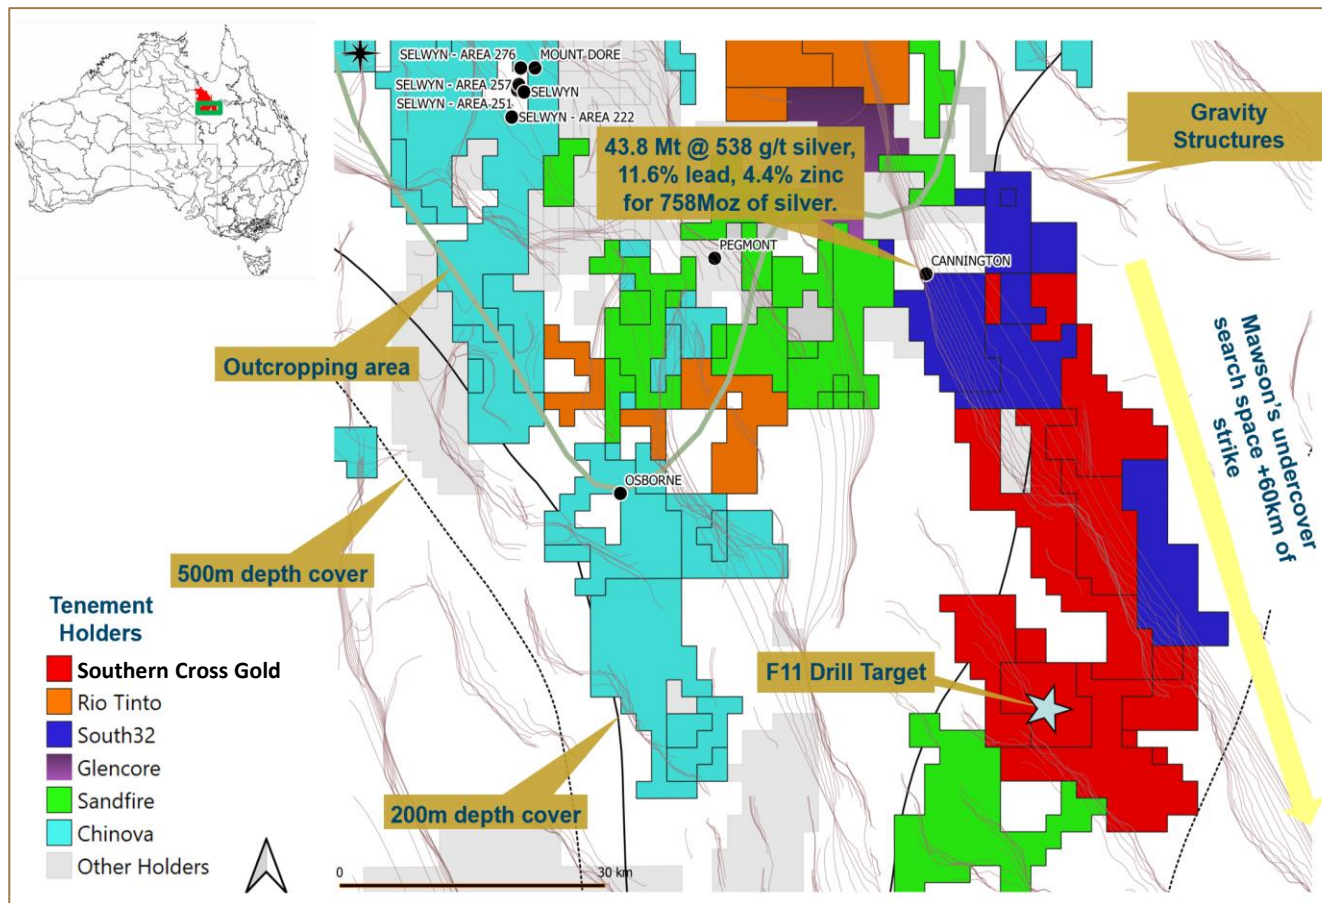 SELWYN - AREA 276
MOUNT DORE
SELWYN - AREA 257
SELWYN
SELWYN - AREA 251
SELWYN - AREA 222
Gravity
Structures
43.8 Mt @ 538 g/t silver,
11.6% lead, 4.4% zinc
for 758Moz of silver.
PEGMONT
CANNINGTON
Outcropping area
Mawson's undercover
search space +60km of
strike
OSBORNE
500m depth cover
F11 Drill Target
200m depth cover
Tenement
Holders
Southern Cross Gold
Rio Tinto
South32
Glencore
Sandfire
Chinova
Other Holders
0
30 km